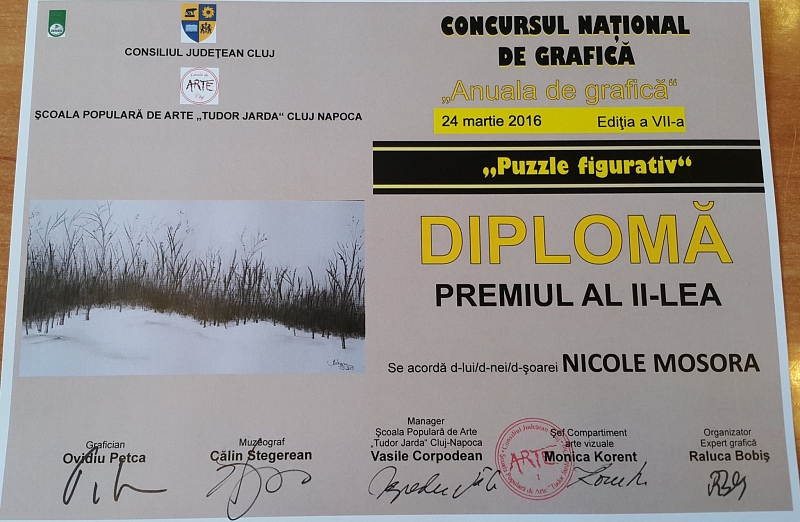 CONSILIUL JUDEȚEAN CLUJ
ARTE
ȘCOALA POPULARĂ DE ARTE „TUDOR JARDA“ CLUJ NAPOCA
CONCURSUL NAȚIONAL
DE GRAFICĂ
„Anuala de grafică“
24 martie 2016 Ediţia a VII-a
„Puzzle figurativ“
DIPLOMĂ
PREMIUL AL II-LEA
Se acordă d-lui/d-nei/d-șoarei NICOLE MOSORA
Grafician
Ovidiu Petca
Muzeograf
Călin Stegerean
Manager
Școala Populară de Arte
„Tudor Jarda“ Cluj-Napoca
Vasile Corpodean
Șef Compartiment
arte vizuale
Monica Korent
Organizator
Expert grafică
Raluca Bobiș
ARTE